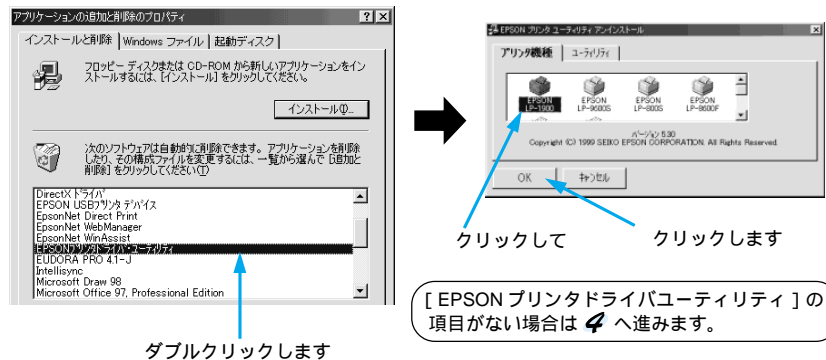 アプリケーションの追加と削除のプロパティ
インストールと削除 Windows ファイル 起動ディスク
フロッピー ディスクまたは CD-ROM から新しいアプリケーションをイン
ストールするには、[インストール] をクリックしてください。
インストール(I)...
次のソフトウェアは自動的に削除できます。アプリケーションを削除
したり、その構成ファイルを変更するには、一覧から選んで [追加と
削除] をクリックしてください(T)
DirectX ドライバ
EPSON USBプリンタ デバイス
EpsonNet Direct Print
EpsonNet WebManager
EpsonNet WinAssist
EPSONプリンタドライバ・ユーティリティ
EUDORA PRO 4.1-J
Intellisync
Microsoft Draw 98
Microsoft Office 97, Professional Edition
ダブルクリックします
EPSON プリンタ ユーティリティ アンインストール
プリンタ機種 ユーティリティ
EPSON LP-1900
EPSON LP-9600S
EPSON LP-800S
EPSON LP-8600F
バージョン 5.30
Copyright (C) 1999 SEIKO EPSON CORPORATION. All Rights Reserved.
OK キャンセル
クリックして
クリックします
[ EPSON プリンタドライバユーティリティ ] の
項目がない場合は 4 へ進みます。